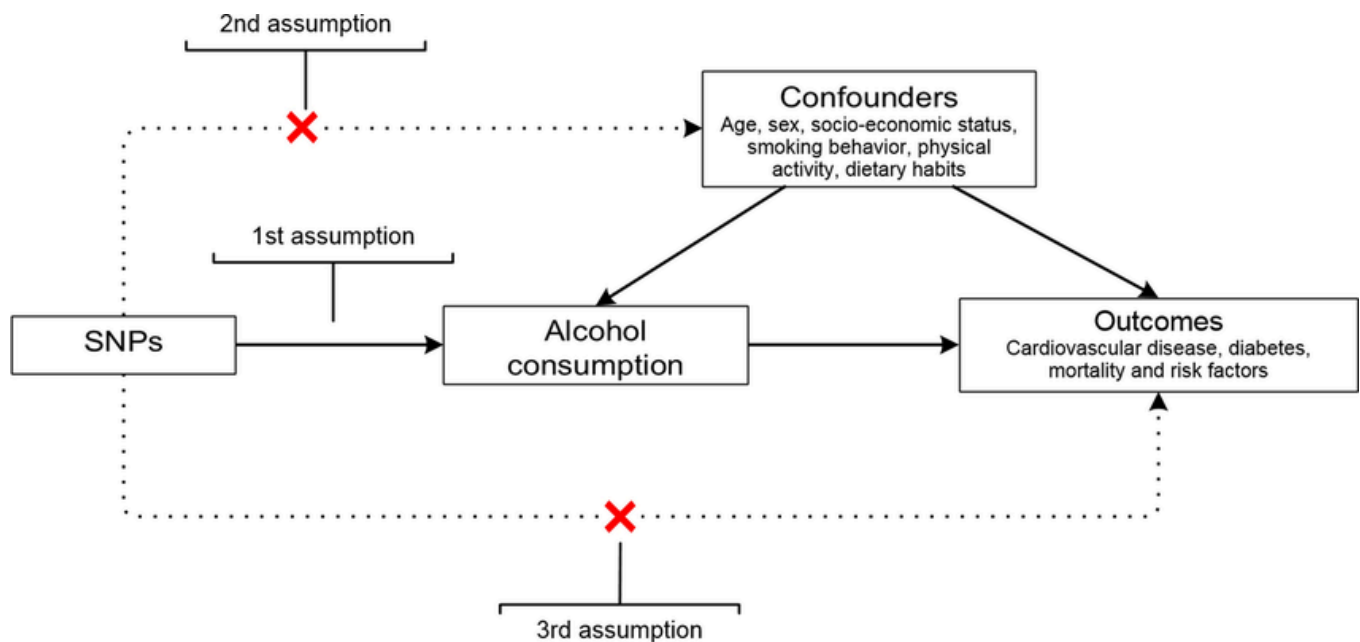 2nd assumption
Confounders
Age, sex, socio-economic status,
smoking behavior, physical
activity, dietary habits
1st assumption
SNPs
Alcohol
consumption
Outcomes
Cardiovascular disease, diabetes,
mortality and risk factors
3rd assumption